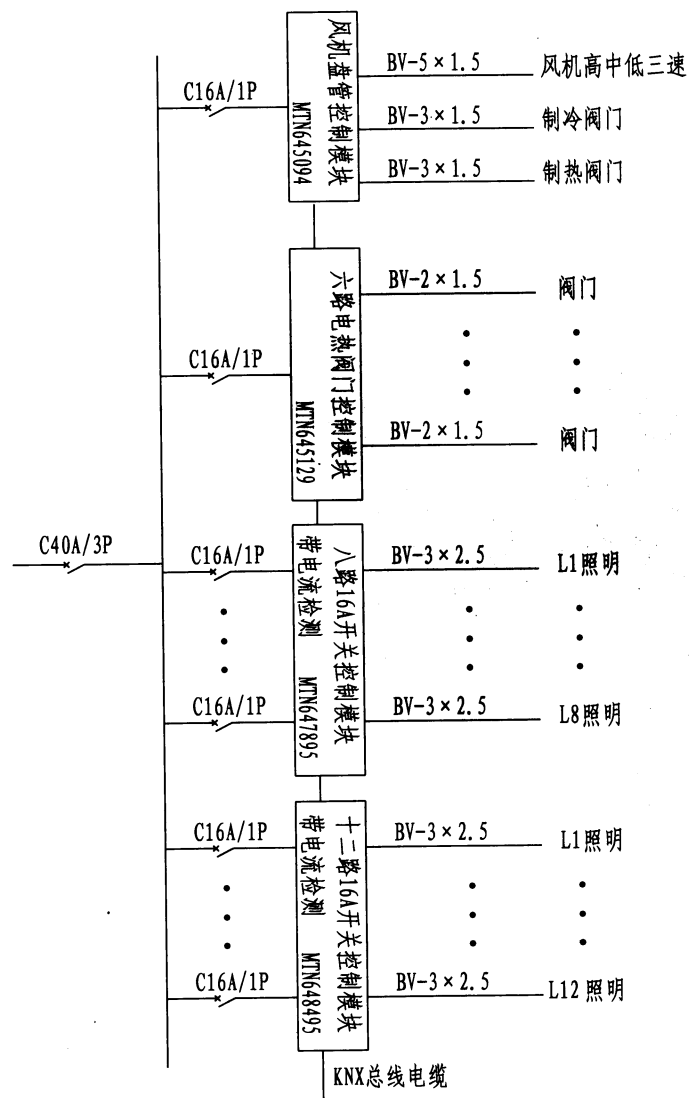 C16A/1P
风机盘管控制模块
MTN645094
BV-5×1.5
风机高中低三速
BV-3×1.5
制冷阀门
BV-3×1.5
制热阀门
C16A/1P
六路电热阀门控制模块
MTN645129
BV-2×1.5
阀门
BV-2×1.5
阀门
C40A/3P
C16A/1P
C16A/1P
八路16A开关控制模块
带电流检测 MTN647895
BV-3×2.5
L1照明
BV-3×2.5
L8照明
C16A/1P
C16A/1P
十二路16A开关控制模块
带电流检测 MTN648495
BV-3×2.5
L1照明
BV-3×2.5
L12照明
KNX总线电缆